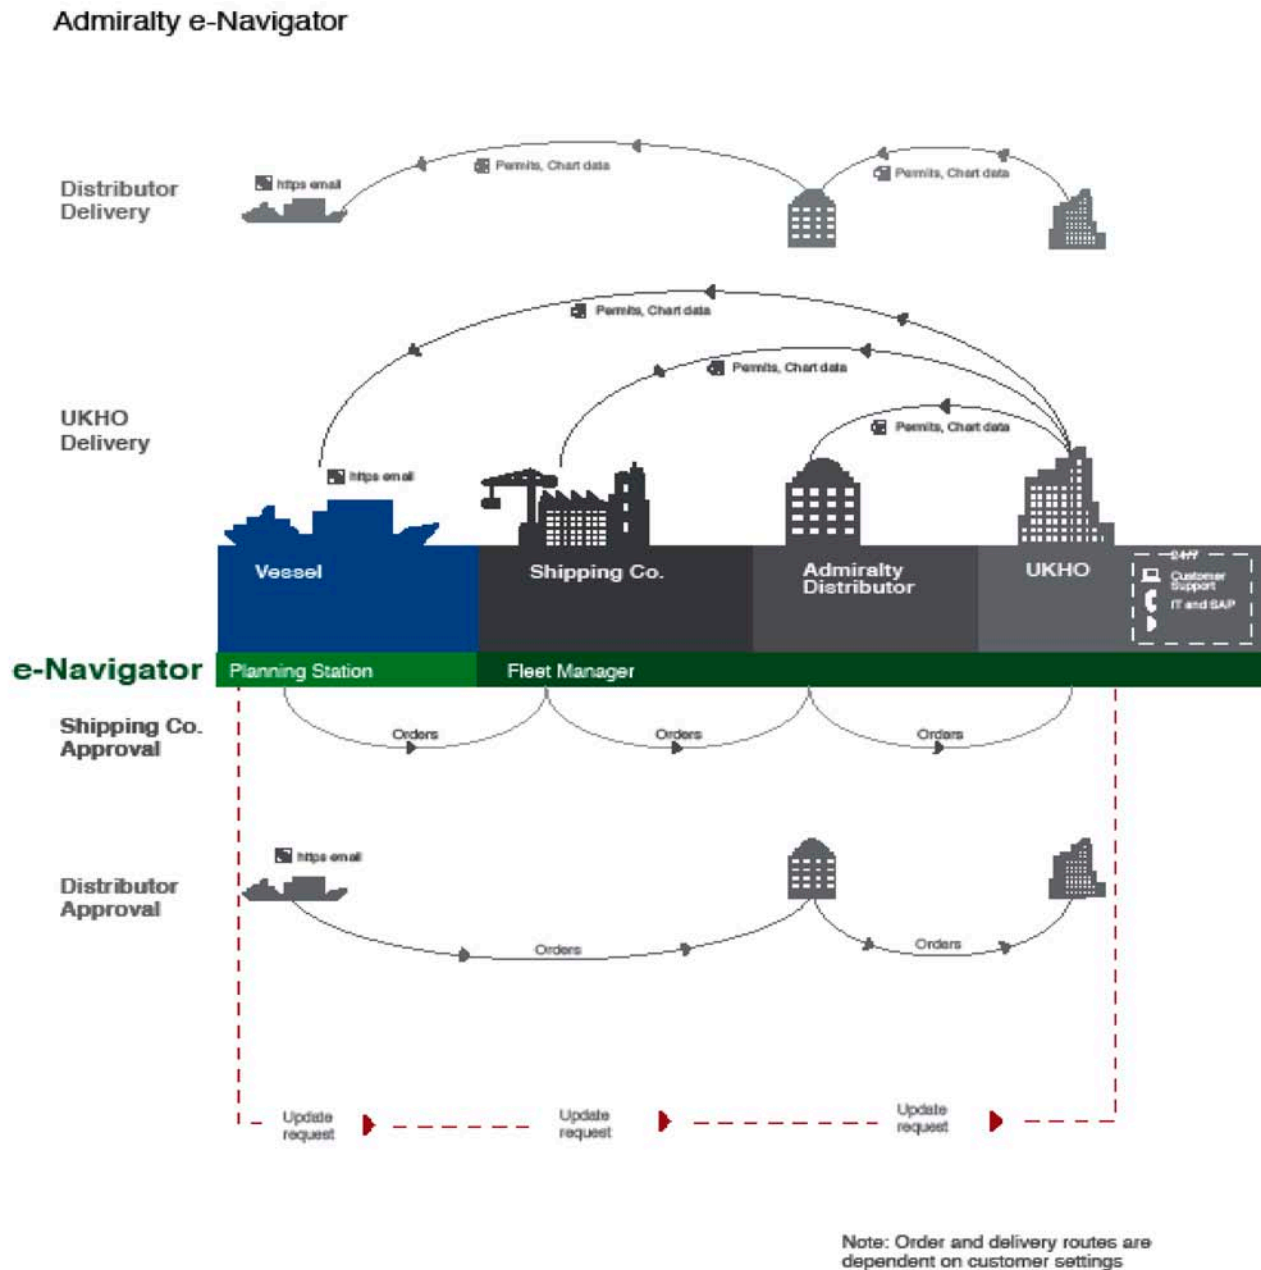 Admiralty e-Navigator
Distributor
Delivery
https email
Permits, Chart data
Permits, Chart data
UKHO
Delivery
Permits, Chart data
Permits, Chart data
Permits, Chart data
https email
Vessel
Shipping Co.
Admiralty
Distributor
UKHO
24/7
Customer
Support
IT and SAP
e-Navigator
Planning Station
Fleet Manager
Shipping Co.
Approval
Orders
Orders
Orders
Distributor
Approval
https email
Orders
Orders
Update
request
Update
request
Update
request
Note: Order and delivery routes are
dependent on customer settings